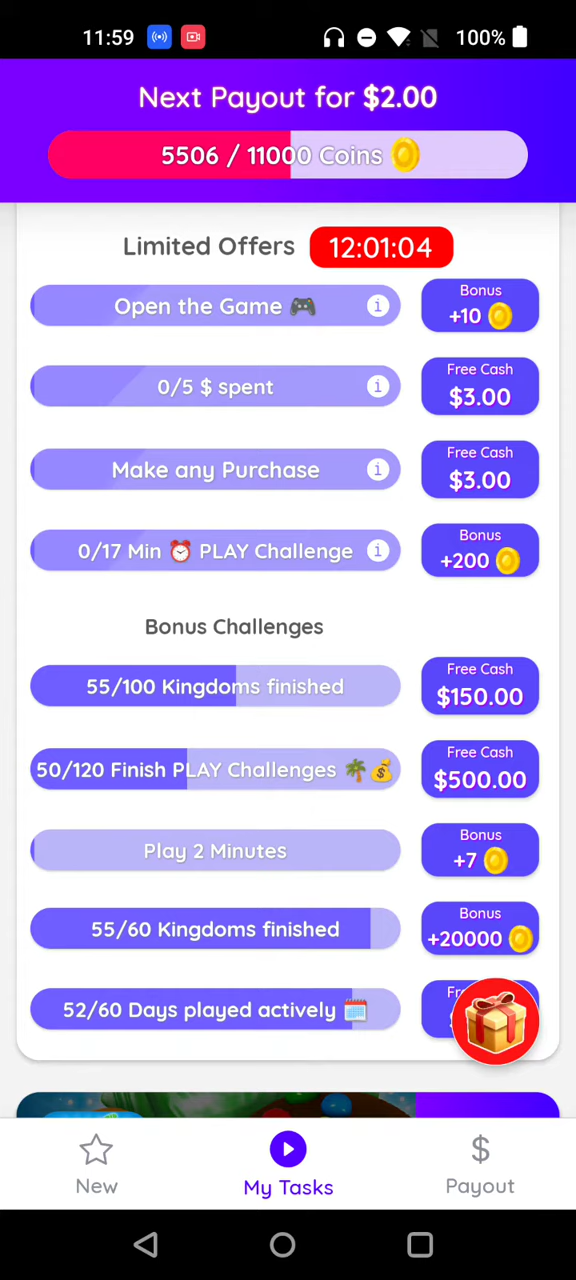 11:59
100%
Next Payout for $2.00
5506 / 11000 Coins
Limited Offers 12:01:04
Open the Game 🎮 i
Bonus
+10
0/5 $ spent i
Free Cash
$3.00
Make any Purchase i
Free Cash
$3.00
0/17 Min ⏰ PLAY Challenge i
Bonus
+200
Bonus Challenges
55/100 Kingdoms finished
Free Cash
$150.00
50/120 Finish PLAY Challenges 🌴💰
Free Cash
$500.00
Play 2 Minutes
Bonus
+7
55/60 Kingdoms finished
Bonus
+20000
52/60 Days played actively 🗓️
New
My Tasks
$
Payout